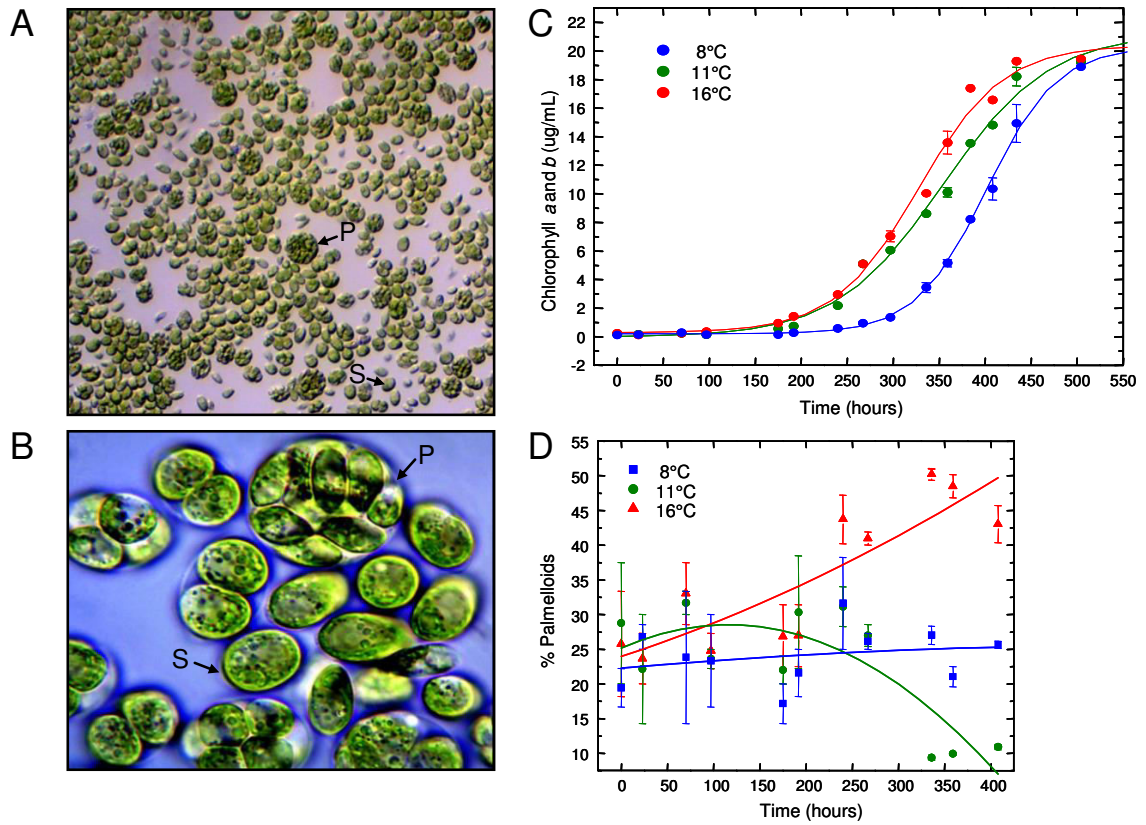 A
P
S
B
P
S
C
Chlorophyll a and b (ug/mL)
22
20
18
16
14
12
10
8
6
4
2
0
-2
8°C
11°C
16°C
0 50 100 150 200 250 300 350 400 450 500 550
Time (hours)
D
% Palmelloids
55
50
45
40
35
30
25
20
15
10
8°C
11°C
16°C
0 50 100 150 200 250 300 350 400
Time (hours)